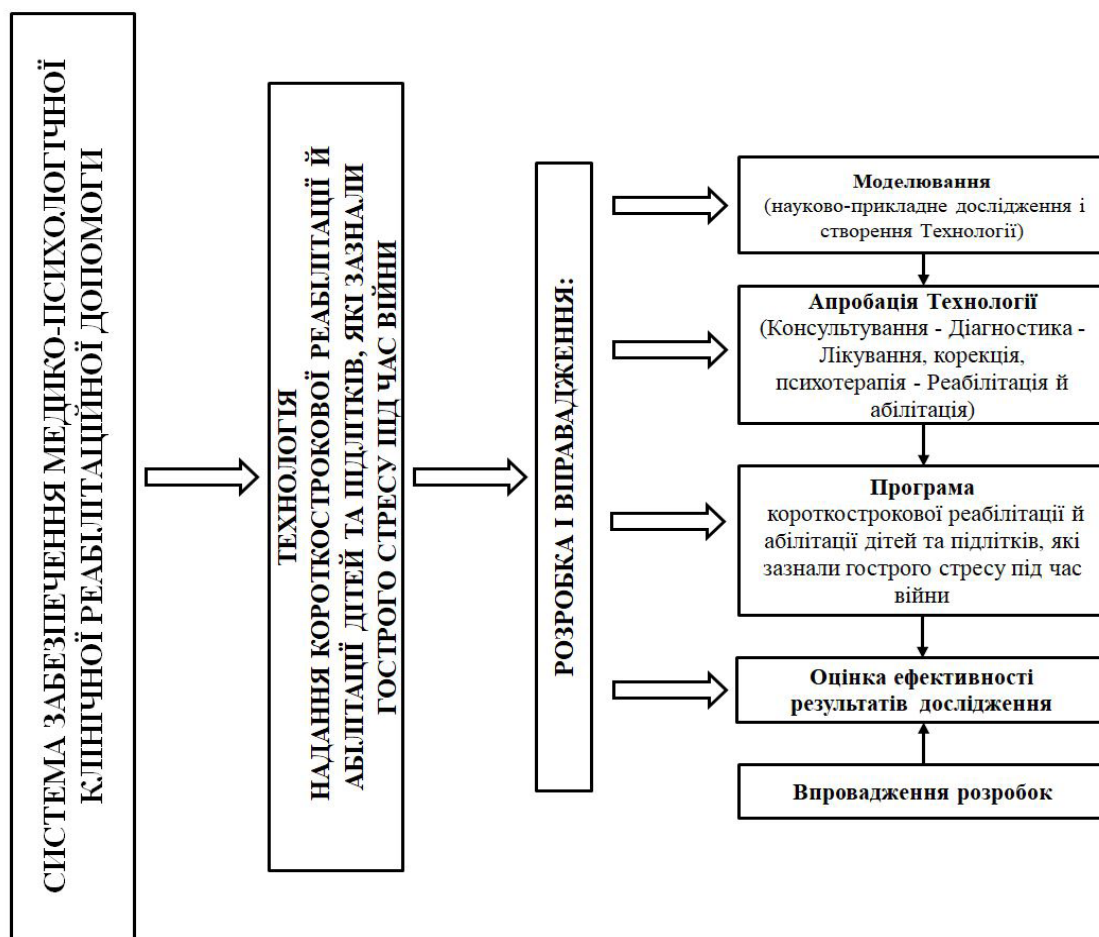 СИСТЕМА ЗАБЕЗПЕЧЕННЯ МЕДИКО-ПСИХОЛОГІЧНОЇ
КЛІНІЧНОЇ РЕАБІЛІТАЦІЙНОЇ ДОПОМОГИ
ТЕХНОЛОГІЯ
НАДАННЯ КОРОТКОСТРОКОВОЇ РЕАБІЛІТАЦІЇ Й
АБІЛІТАЦІЇ ДІТЕЙ ТА ПІДЛІТКІВ, ЯКІ ЗАЗНАЛИ
ГОСТРОГО СТРЕСУ ПІД ЧАС ВІЙНИ
РОЗРОБКА І ВПРАВАДЖЕННЯ:
Моделювання
(науково-прикладне дослідження і
створення Технології)
Апробація Технології
(Консультування - Діагностика -
Лікування, корекція,
психотерапія - Реабілітація й
абілітація)
Програма
короткострокової реабілітації й
абілітації дітей та підлітків, які
зазнали гострого стресу під час
війни
Оцінка ефективності
результатів дослідження
Впровадження розробок